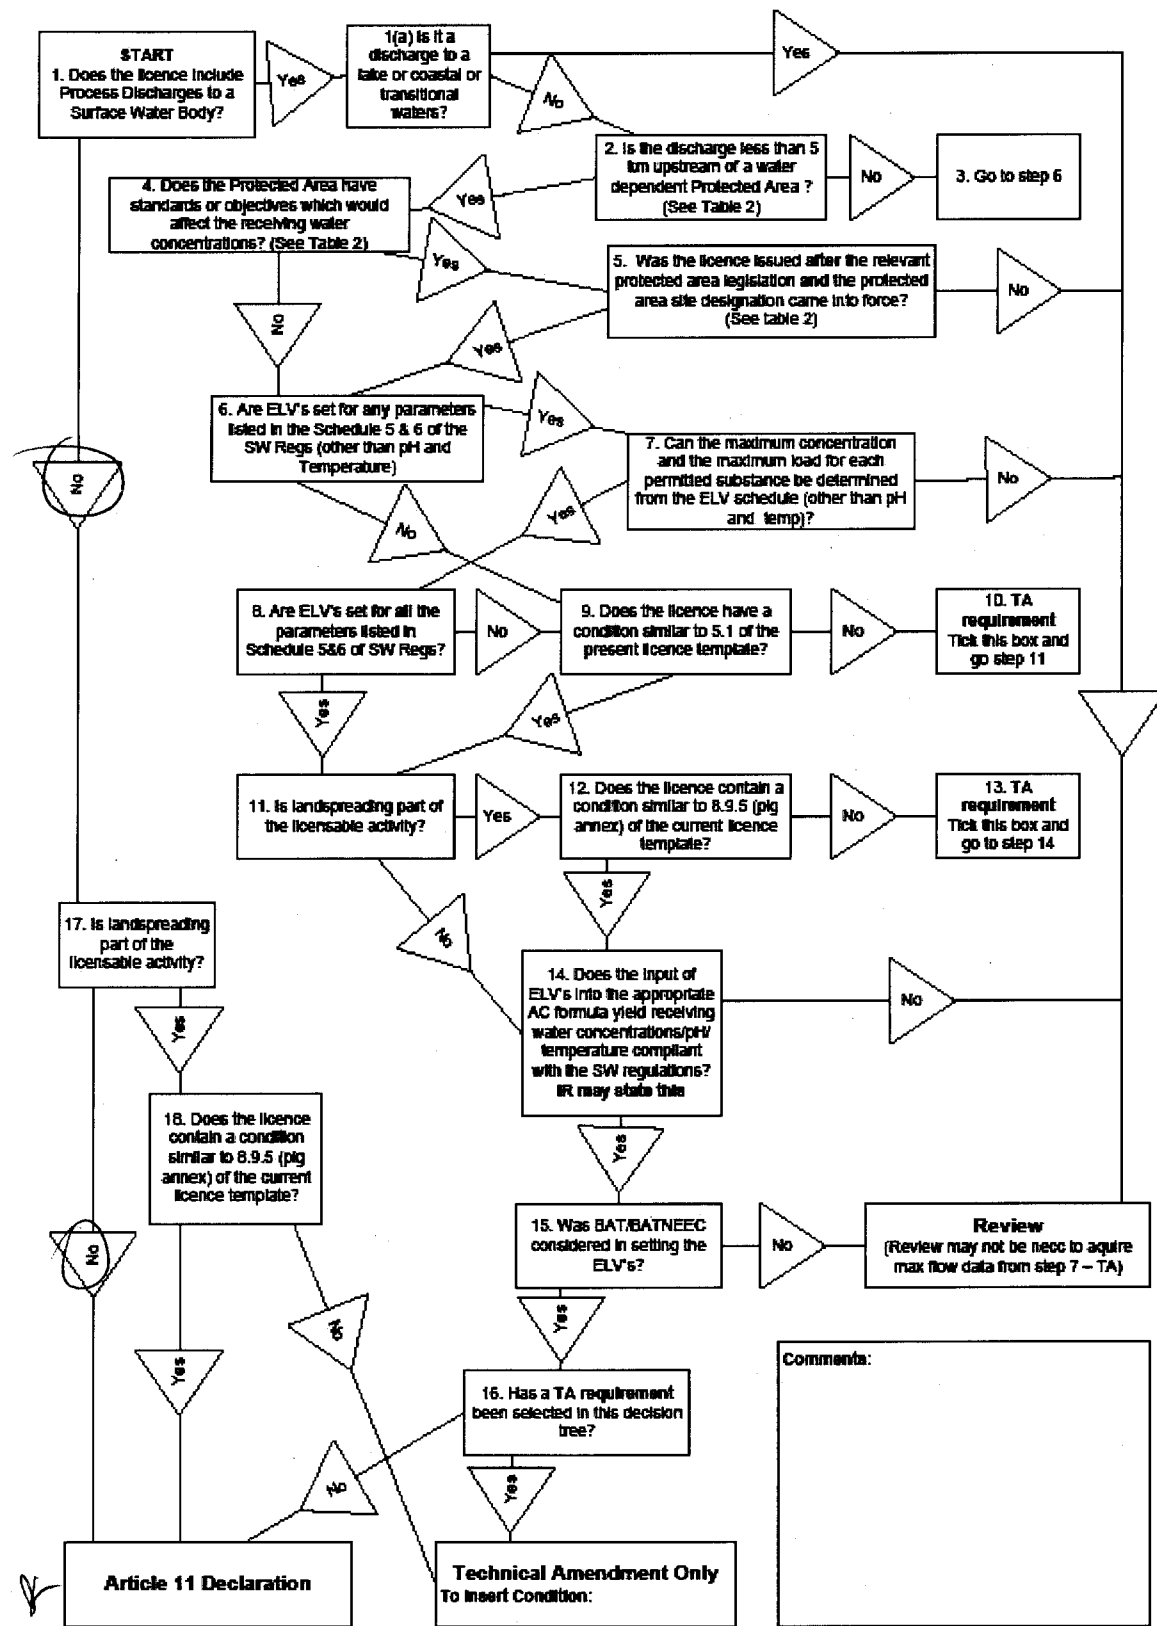 START
1. Does the licence include
Process Discharges to a
Surface Water Body?
Yes
1(a) Is it a
discharge to a
lake or coastal or
transitional
waters?
Yes
No
2. Is the discharge less than 5
km upstream of a water
dependent Protected Area ?
(See Table 2)
No
3. Go to step 6
Yes
4. Does the Protected Area have
standards or objectives which would
affect the receiving water
concentrations? (See Table 2)
Yes
No
5. Was the licence issued after the relevant
protected area legislation and the protected
area site designation came into force?
(See table 2)
No
Yes
6. Are ELV's set for any parameters
listed in the Schedule 5 & 6 of the
SW Regs (other than pH and
Temperature)
Yes
No
7. Can the maximum concentration
and the maximum load for each
permitted substance be determined
from the ELV schedule (other than pH
and temp)?
No
Yes
No
8. Are ELV's set for all the
parameters listed in
Schedule 5&6 of SW Regs?
No
Yes
9. Does the licence have a
condition similar to 5.1 of the
present licence template?
No
Yes
10. TA
requirement
Tick this box and
go step 11
11. Is landspreading part of
the licensable activity?
Yes
No
12. Does the licence contain a
condition similar to 8.9.5 (pig
annex) of the current licence
template?
No
Yes
13. TA
requirement
Tick this box and
go to step 14
17. Is landspreading
part of the
licensable activity?
Yes
No
14. Does the input of
ELV's into the appropriate
AC formula yield receiving
water concentrations/pH/
temperature compliant
with the SW regulations?
IR may state this
No
Yes
18. Does the licence
contain a condition
similar to 8.9.5 (pig
annex) of the current
licence template?
Yes
No
15. Was BAT/BATNEEC
considered in setting the
ELV's?
No
Yes
Review
(Review may not be necc to aquire
max flow data from step 7 – TA)
16. Has a TA requirement
been selected in this decision
tree?
No
Yes
Comments:
Article 11 Declaration
Technical Amendment Only
To Insert Condition: